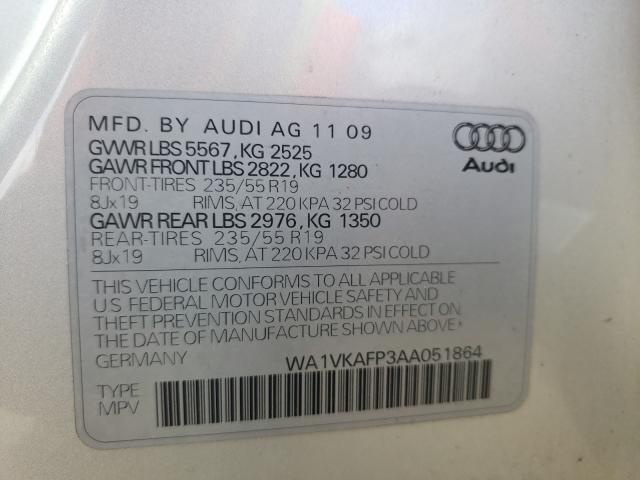 MFD. BY AUDI AG 11 09
GVWR LBS 5567, KG 2525
GAWR FRONT LBS 2822, KG 1280
FRONT-TIRES 235/55 R19
8Jx19 RIMS, AT 220 KPA 32 PSI COLD
GAWR REAR LBS 2976, KG 1350
REAR-TIRES 235/55 R19
8Jx19 RIMS, AT 220 KPA 32 PSI COLD
Audi
THIS VEHICLE CONFORMS TO ALL APPLICABLE
U.S. FEDERAL MOTOR VEHICLE SAFETY AND
THEFT PREVENTION STANDARDS IN EFFECT ON
THE DATE OF MANUFACTURE SHOWN ABOVE.
GERMANY WA1VKAFP3AA051864
TYPE
MPV